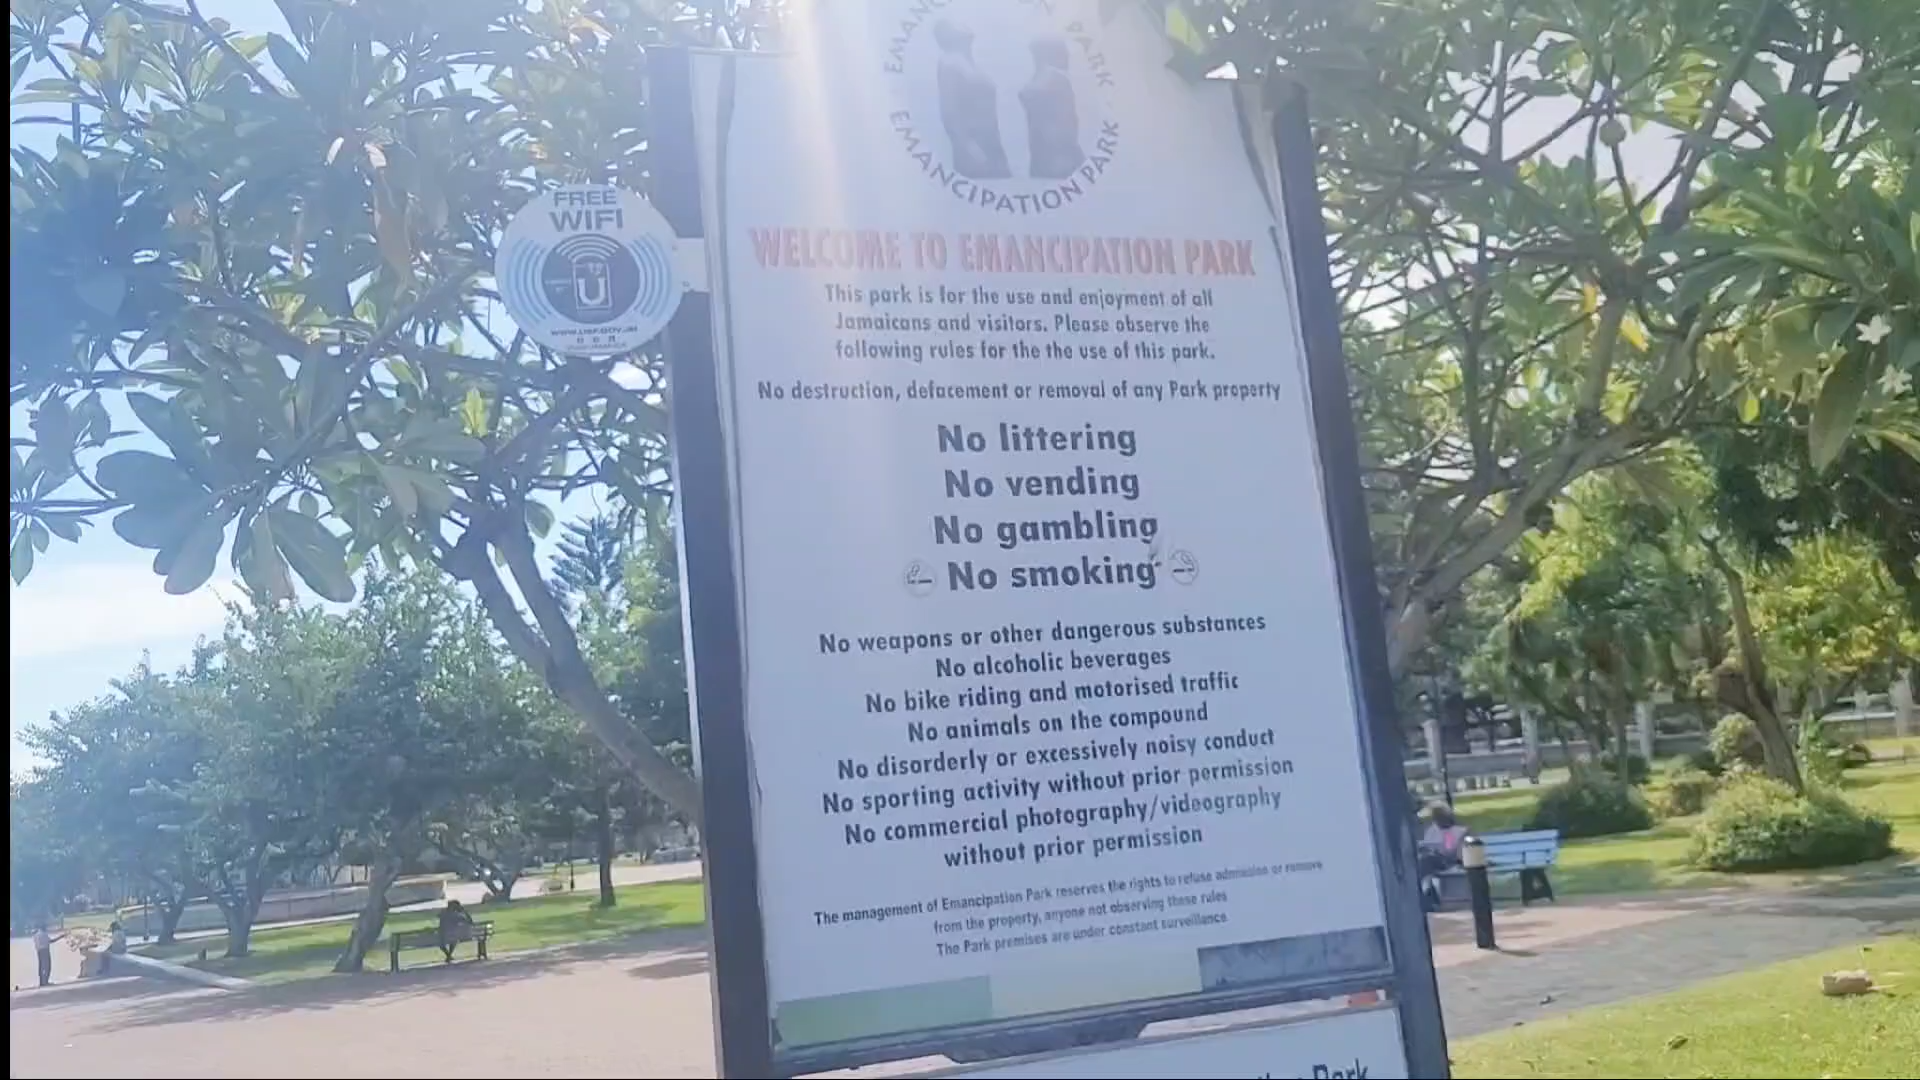 EMANCIPATION PARK
EMANCIPATION PARK
FREE
WIFI
U
WWW.USF.GOV.JM
WELCOME TO EMANCIPATION PARK
This park is for the use and enjoyment of all
Jamaicans and visitors. Please observe the
following rules for the the use of this park.
No destruction, defacement or removal of any Park property
No littering
No vending
No gambling
No smoking
No weapons or other dangerous substances
No alcoholic beverages
No bike riding and motorised traffic
No animals on the compound
No disorderly or excessively noisy conduct
No sporting activity without prior permission
No commercial photography/videography
without prior permission
The management of Emancipation Park reserves the rights to refuse admission or remove
from the property, anyone not observing these rules
The Park premises are under constant surveillance
Park